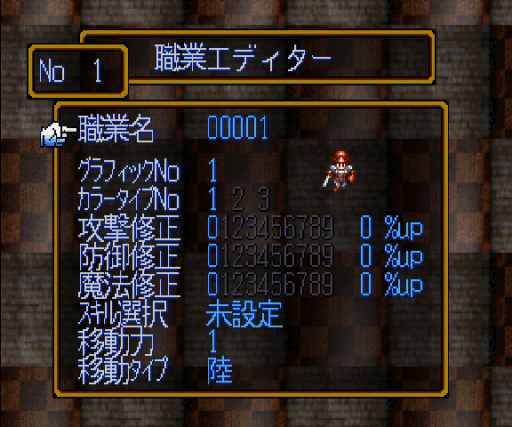 職業エディター
No 1
職業名 00001
グラフィックNo 1
カラータイプNo 1 2 3
攻撃修正 0123456789 0 %up
防御修正 0123456789 0 %up
魔法修正 0123456789 0 %up
スキル選択 未設定
移動力 1
移動タイプ 陸